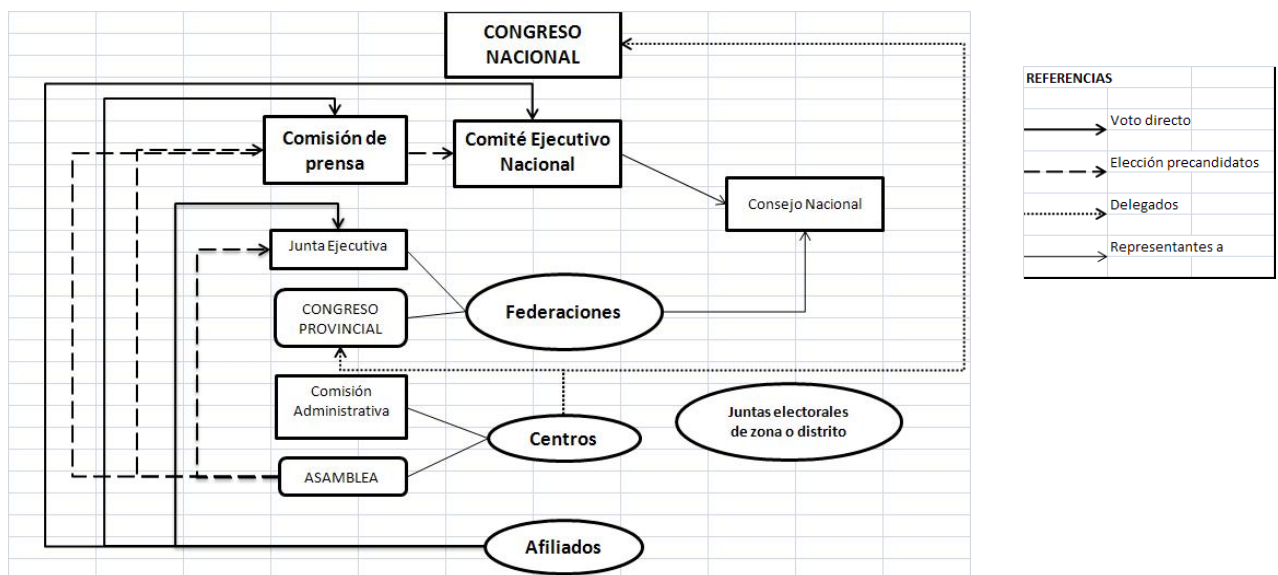 CONGRESO
NACIONAL
REFERENCIAS
Voto directo
Elección precandidatos
Delegados
Representantes a
Comisión de
prensa
Comité Ejecutivo
Nacional
Consejo Nacional
Junta Ejecutiva
CONGRESO
PROVINCIAL
Federaciones
Comisión
Administrativa
Centros
Juntas electorales
de zona o distrito
ASAMBLEA
Afiliados